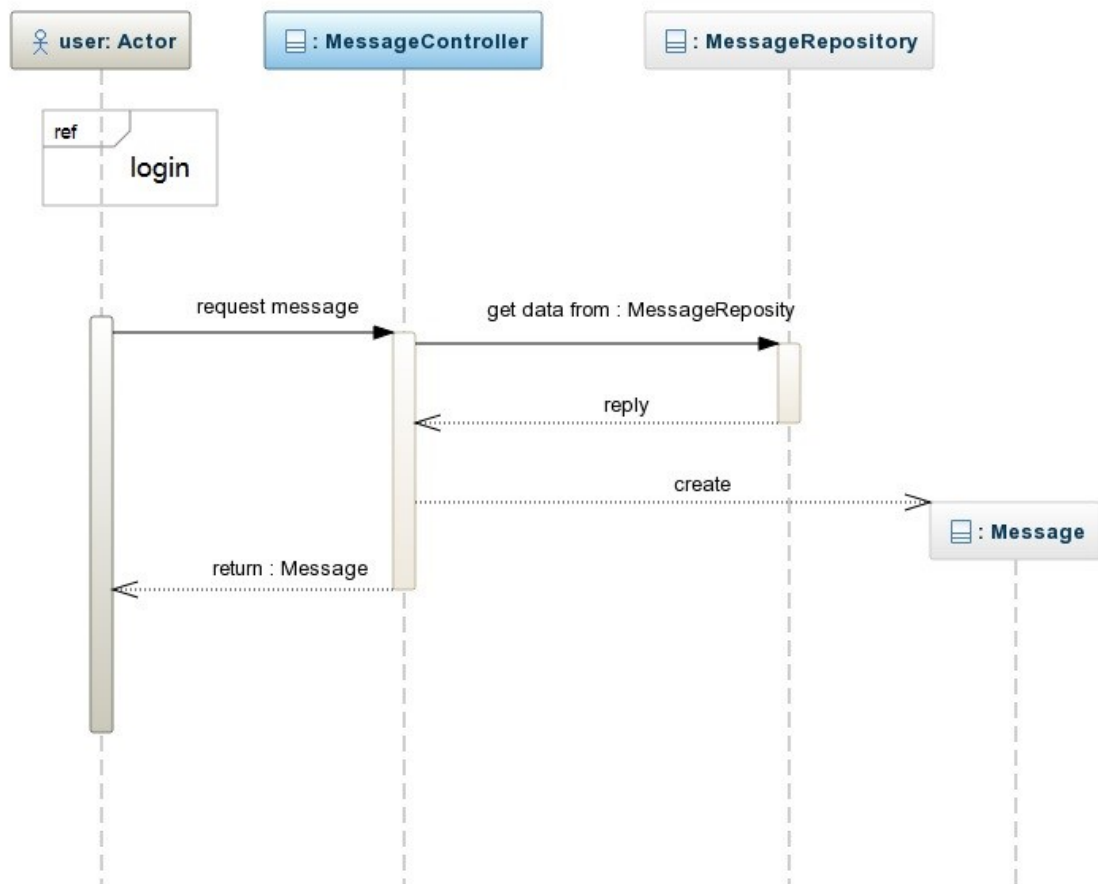 user: Actor
: MessageController
: MessageRepository
ref
login
request message
get data from : MessageReposity
reply
create
: Message
return : Message